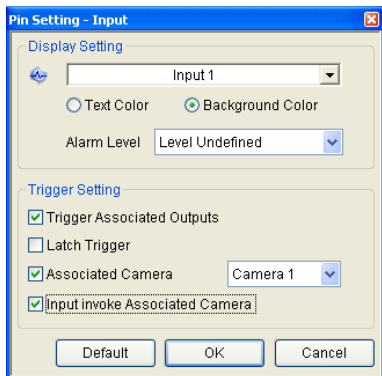 Pin Setting - Input
Display Setting
Input 1
Text Color Background Color
Alarm Level Level Undefined
Trigger Setting
Trigger Associated Outputs
Latch Trigger
Associated Camera Camera 1
Input invoke Associated Camera
Default OK Cancel